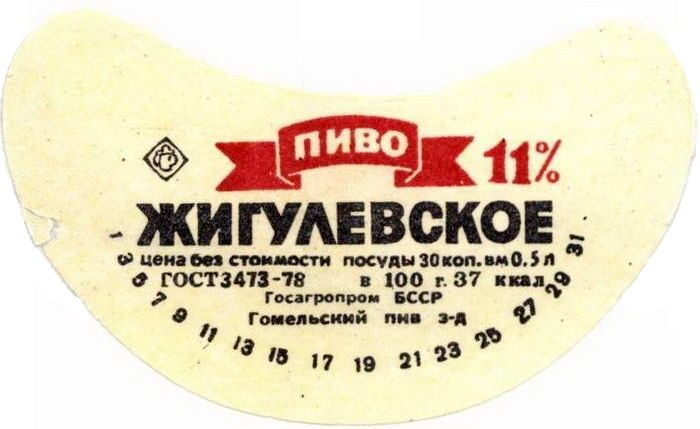 ПИВО 11%
ЖИГУЛЕВСКОЕ
цена без стоимости посуды 30 коп. вм 0.5 л
ГОСТ 3473-78 в 100 г. 37 ккал
Госагропром БССР
Гомельский пив з-д
1 3 5 7 9 11 13 15 17 19 21 23 25 27 29 31